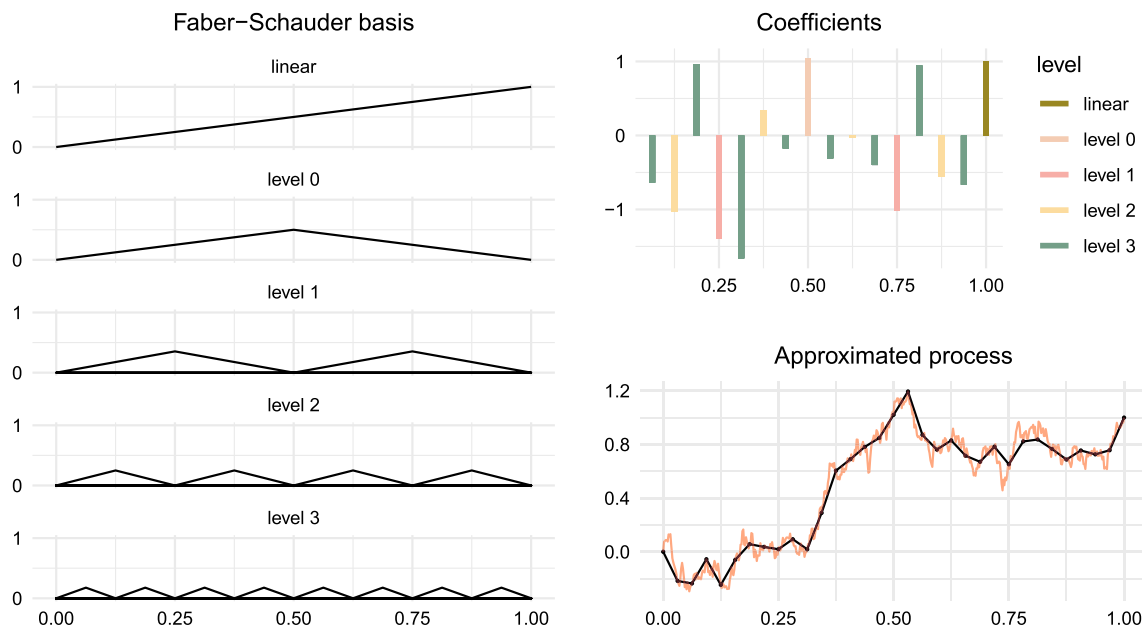 Faber−Schauder basis
linear
1
0
level 0
1
0
level 1
1
0
level 2
1
0
level 3
1
0
0.00 0.25 0.50 0.75 1.00
Coefficients
1
0
−1
0.25 0.50 0.75 1.00
level
linear
level 0
level 1
level 2
level 3
Approximated process
1.2
0.8
0.4
0.0
0.00 0.25 0.50 0.75 1.00